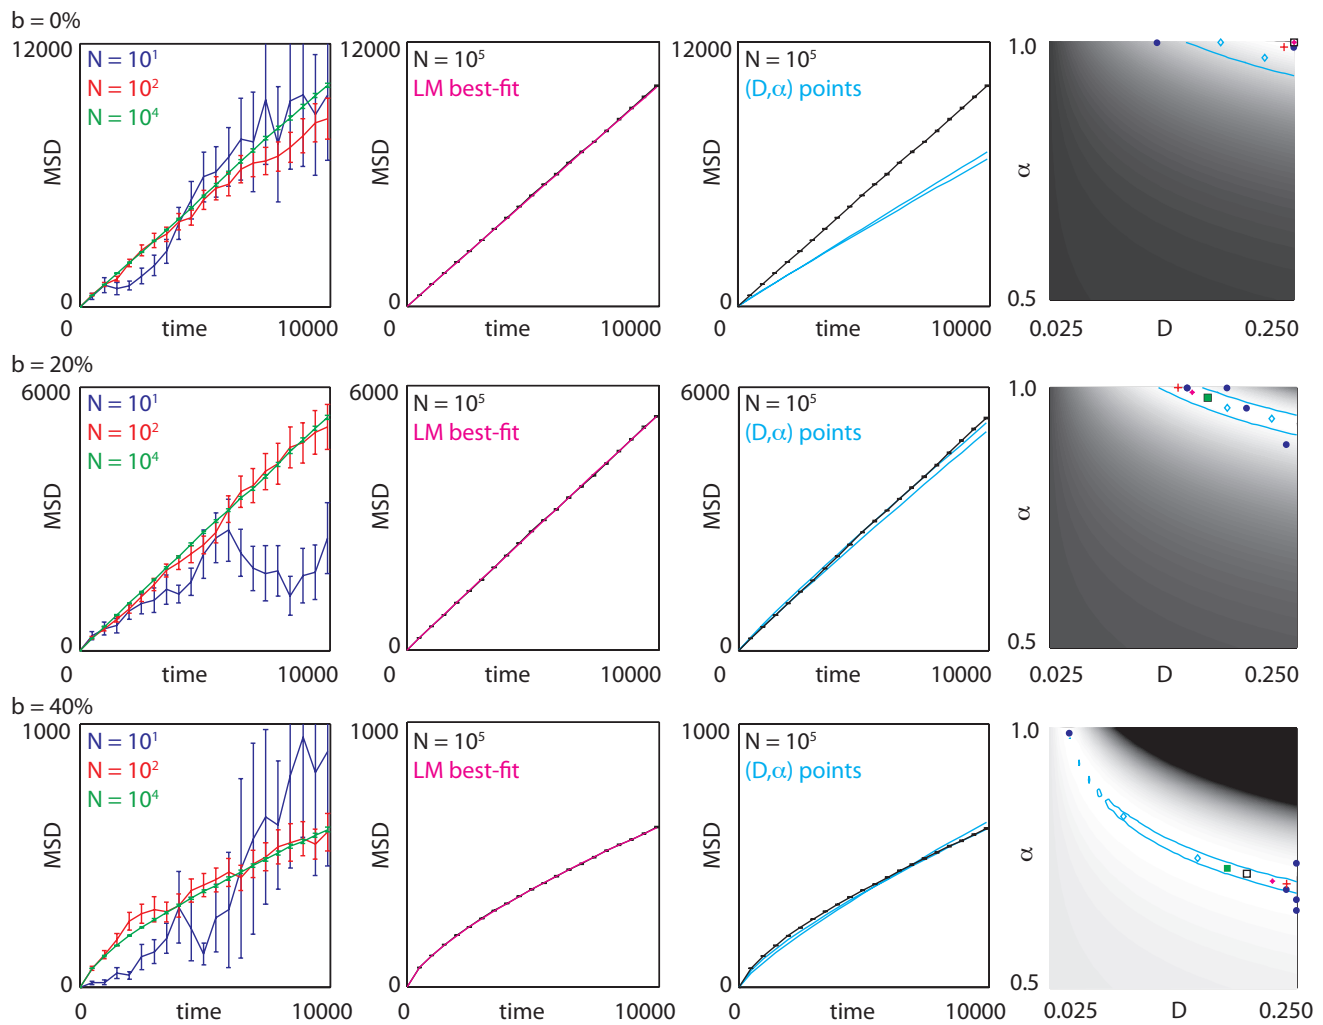 b = 0%
12000
MSD
0
N = 10¹
N = 10²
N = 10⁴
0 time 10000
12000
MSD
0
N = 10⁵
LM best-fit
0 time 10000
12000
MSD
0
N = 10⁵
(D,α) points
0 time 10000
1.0
α
0.5
0.025 D 0.250
b = 20%
6000
MSD
0
N = 10¹
N = 10²
N = 10⁴
0 time 10000
6000
MSD
0
N = 10⁵
LM best-fit
0 time 10000
6000
MSD
0
N = 10⁵
(D,α) points
0 time 10000
1.0
α
0.5
0.025 D 0.250
b = 40%
1000
MSD
0
N = 10¹
N = 10²
N = 10⁴
0 time 10000
1000
MSD
0
N = 10⁵
LM best-fit
0 time 10000
1000
MSD
0
N = 10⁵
(D,α) points
0 time 10000
1.0
α
0.5
0.025 D 0.250